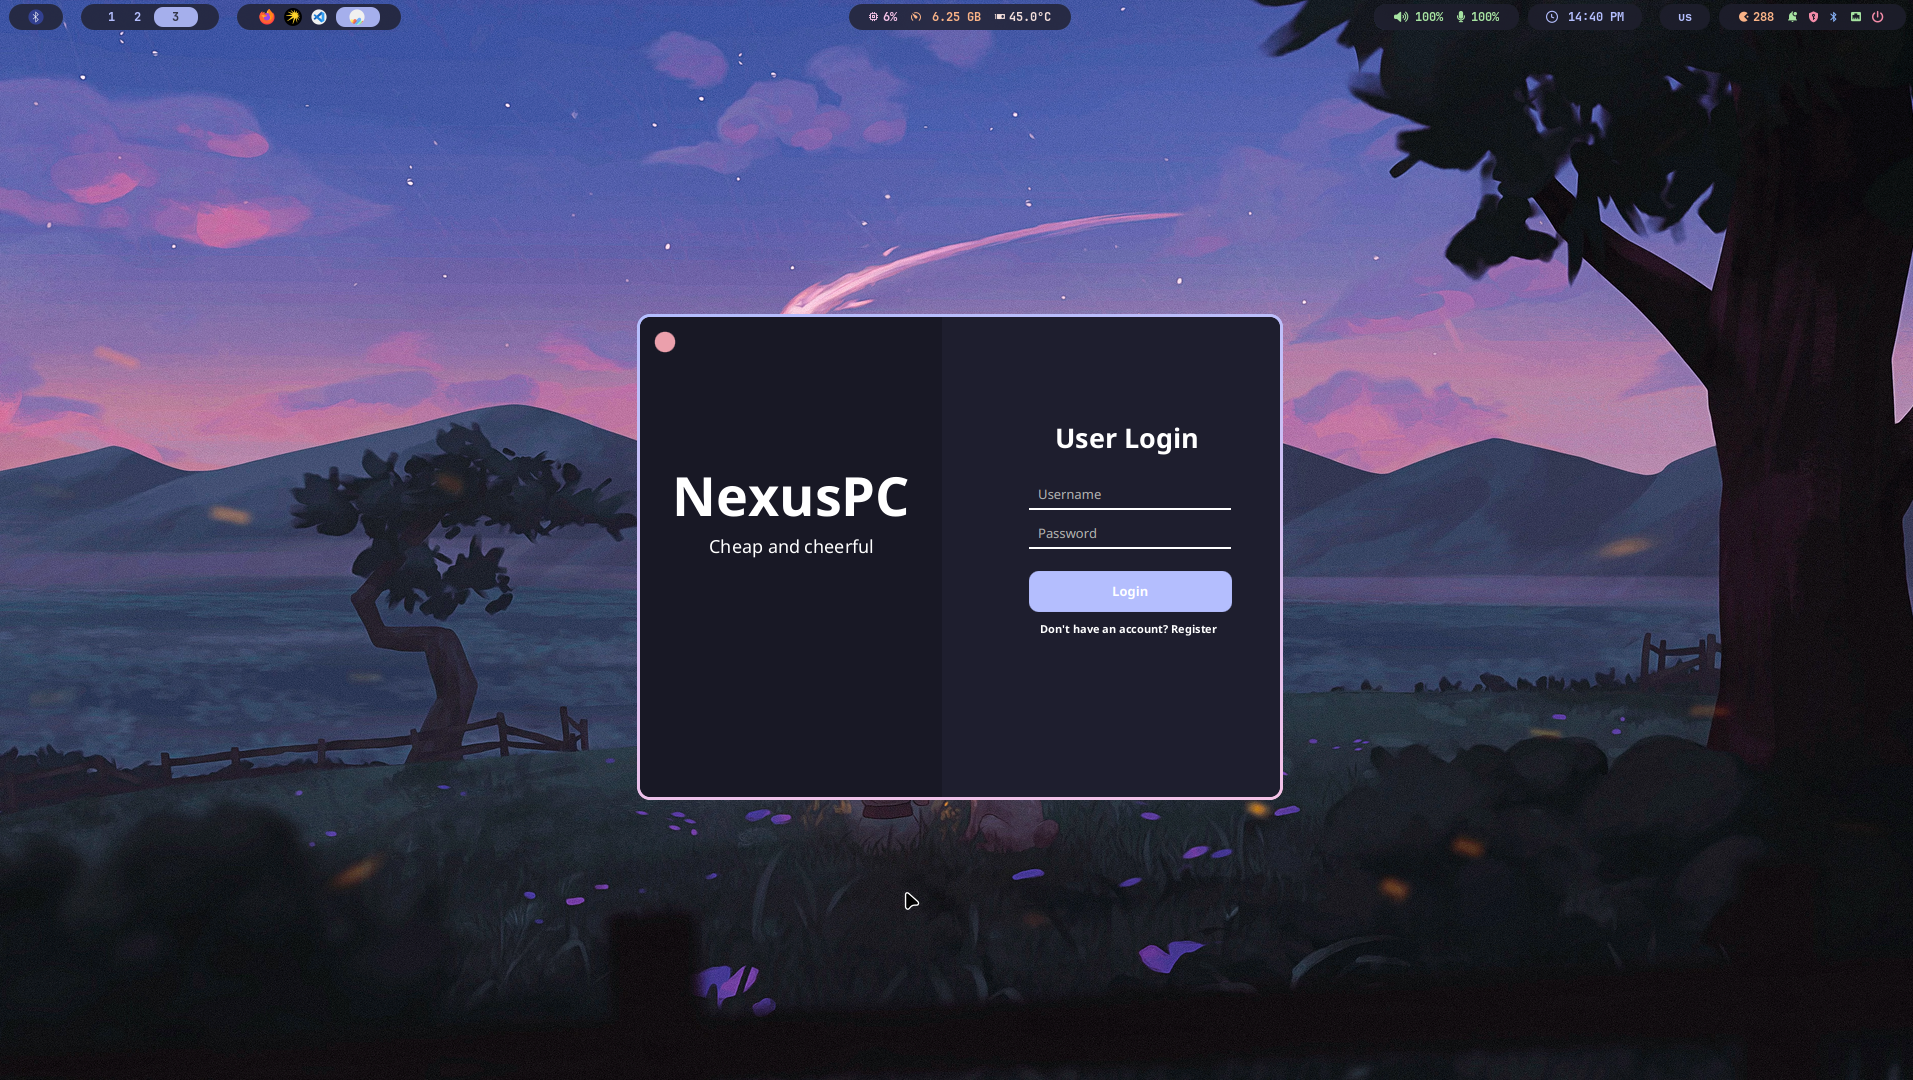 1 2 3
6% 6.25 GB 45.0°C
100% 100%
14:40 PM
us
288
NexusPC
Cheap and cheerful
User Login
Username
Password
Login
Don't have an account? Register